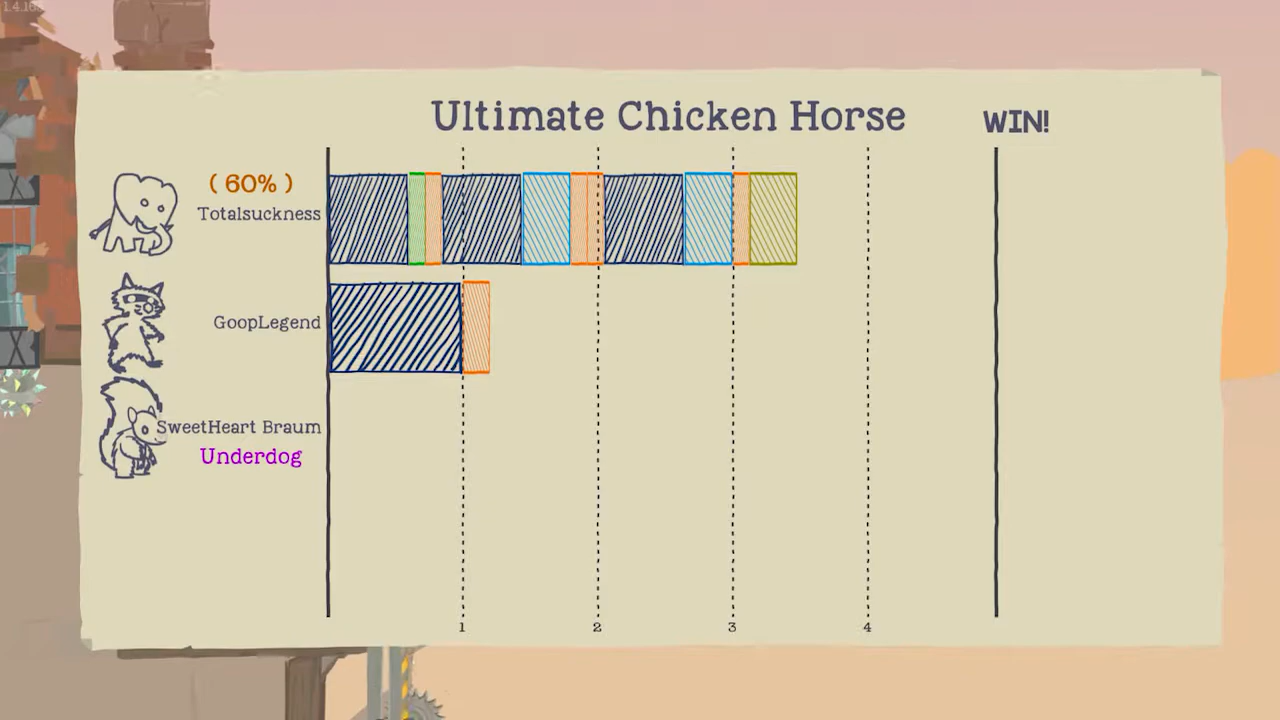 Ultimate Chicken Horse
WIN!
( 60% )
Totalsuckness
GoopLegend
SweetHeart Braum
Underdog
1 2 3 4